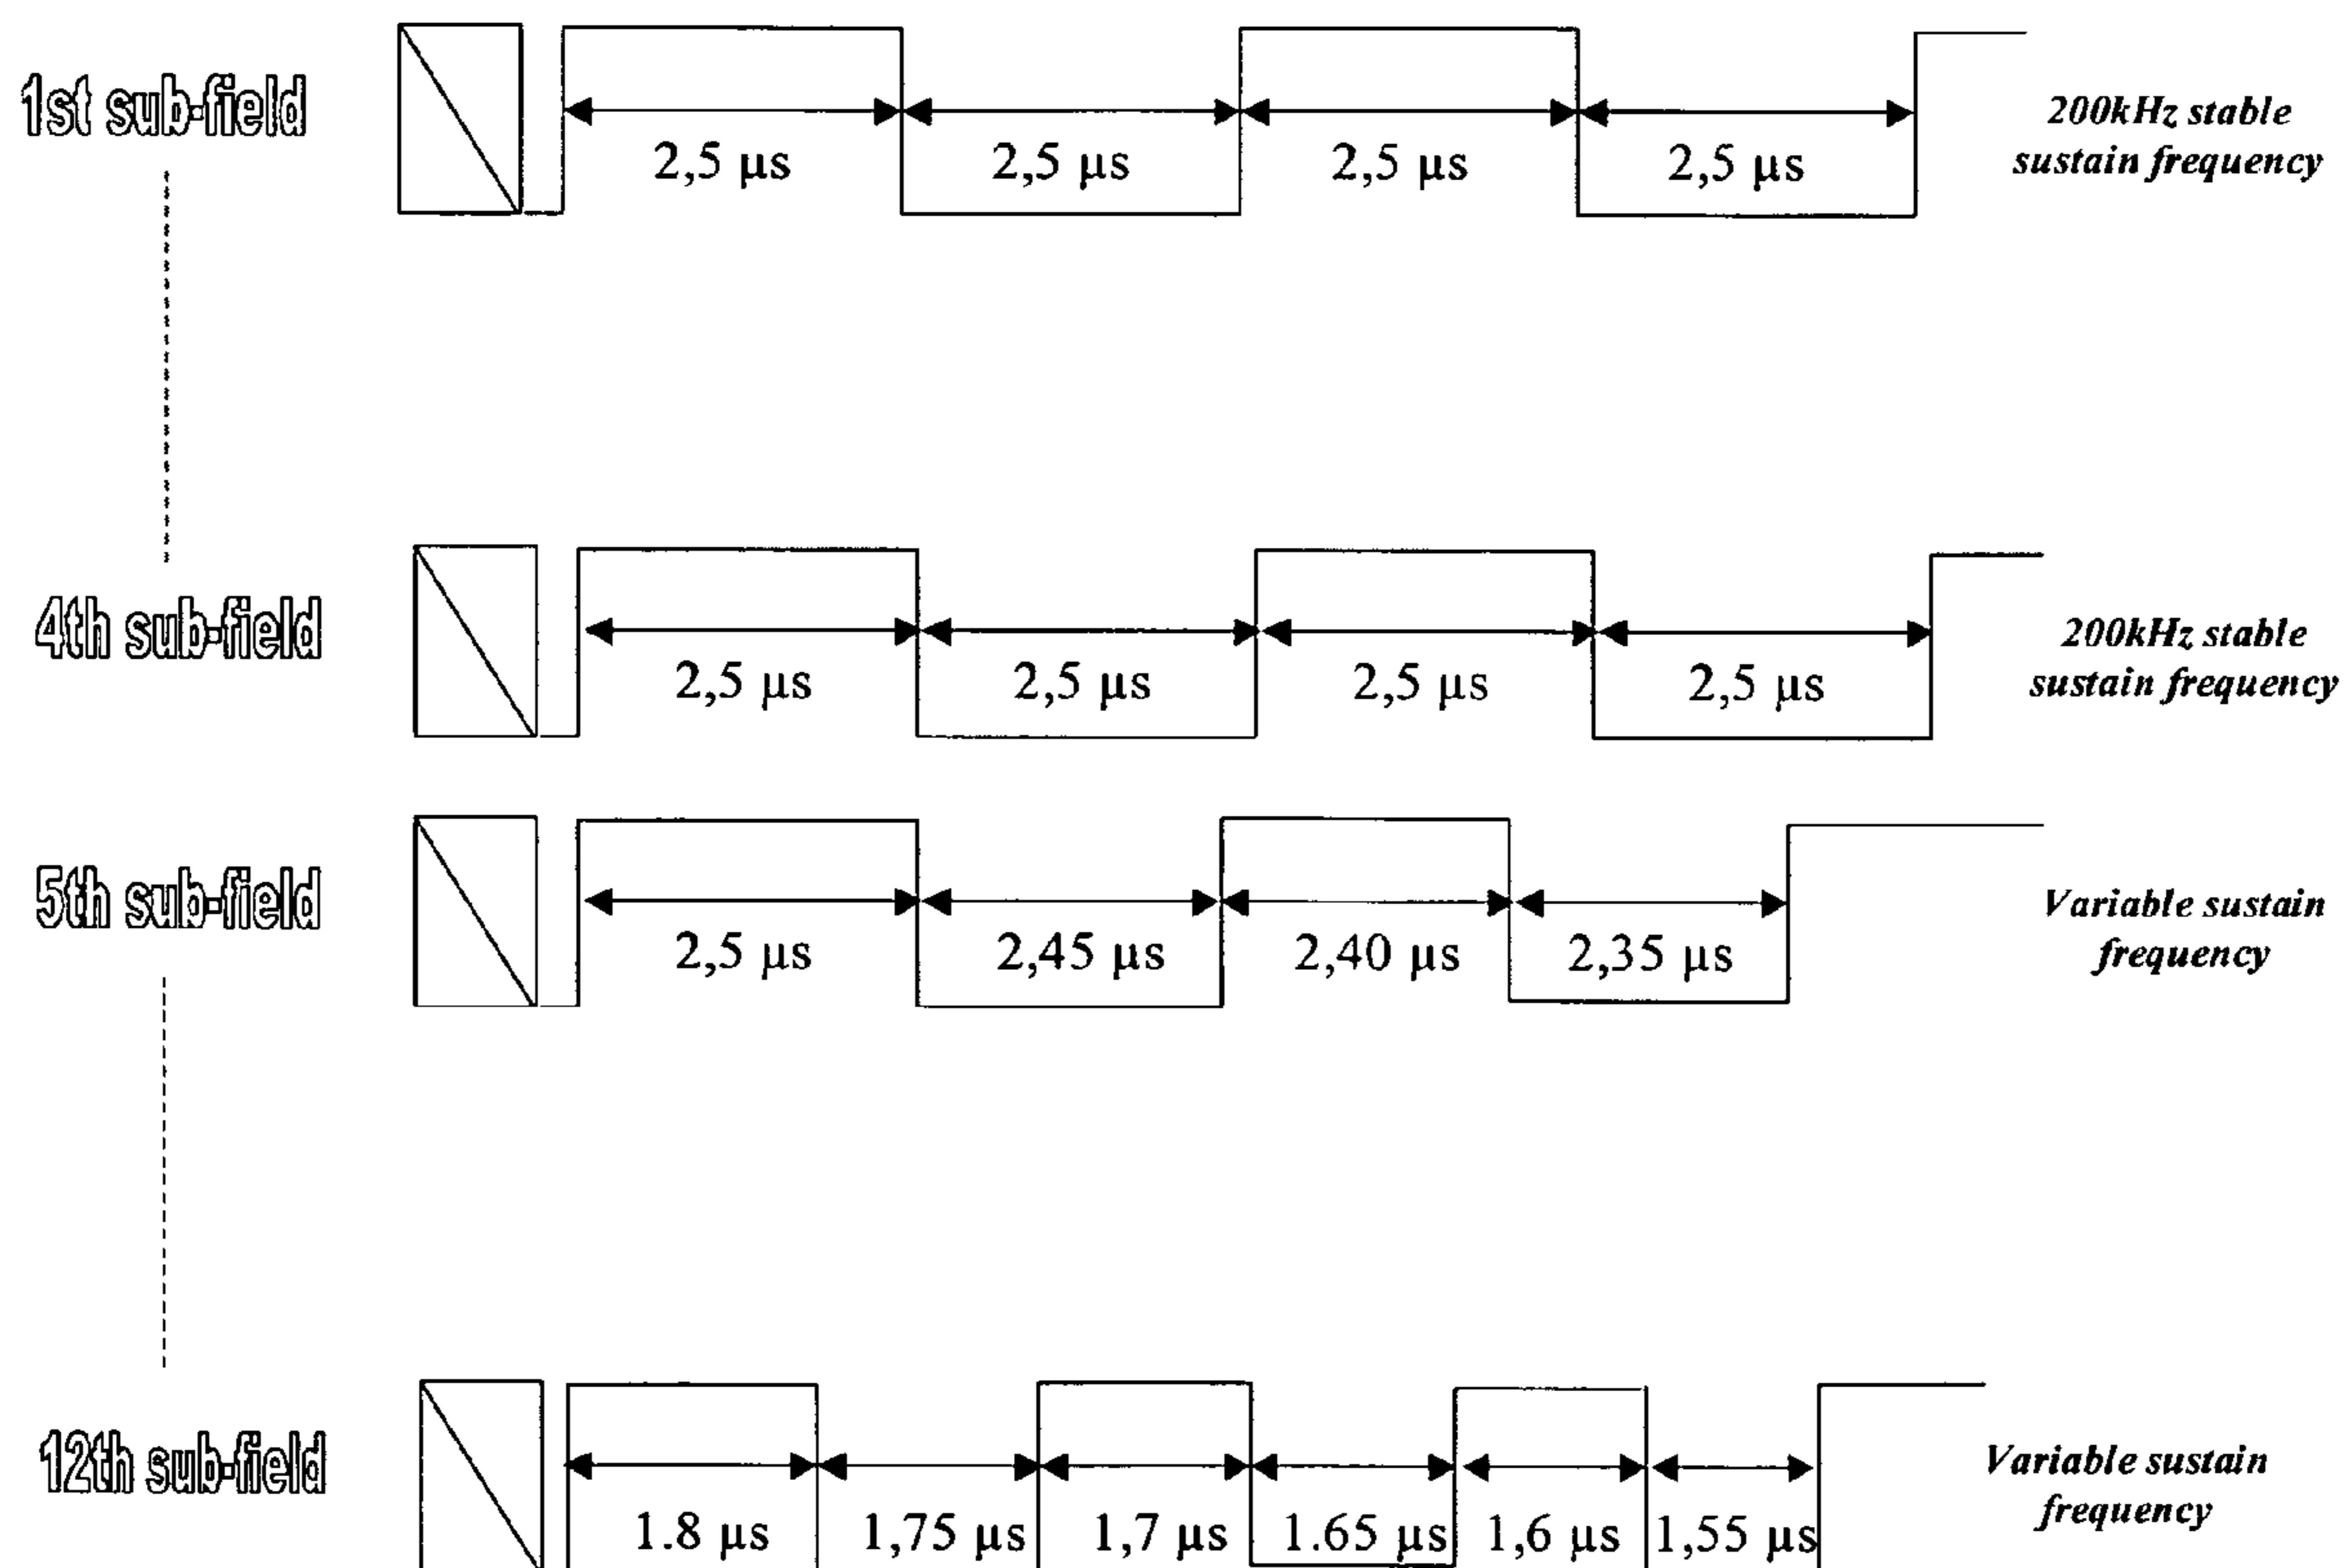 1st sub-field
2,5 µs
2,5 µs
2,5 µs
2,5 µs
200kHz stable
sustain frequency
4th sub-field
2,5 µs
2,5 µs
2,5 µs
2,5 µs
200kHz stable
sustain frequency
5th sub-field
2,5 µs
2,45 µs
2,40 µs
2,35 µs
Variable sustain
frequency
12th sub-field
1.8 µs
1,75 µs
1,7 µs
1.65 µs
1,6 µs
1,55 µs
Variable sustain
frequency